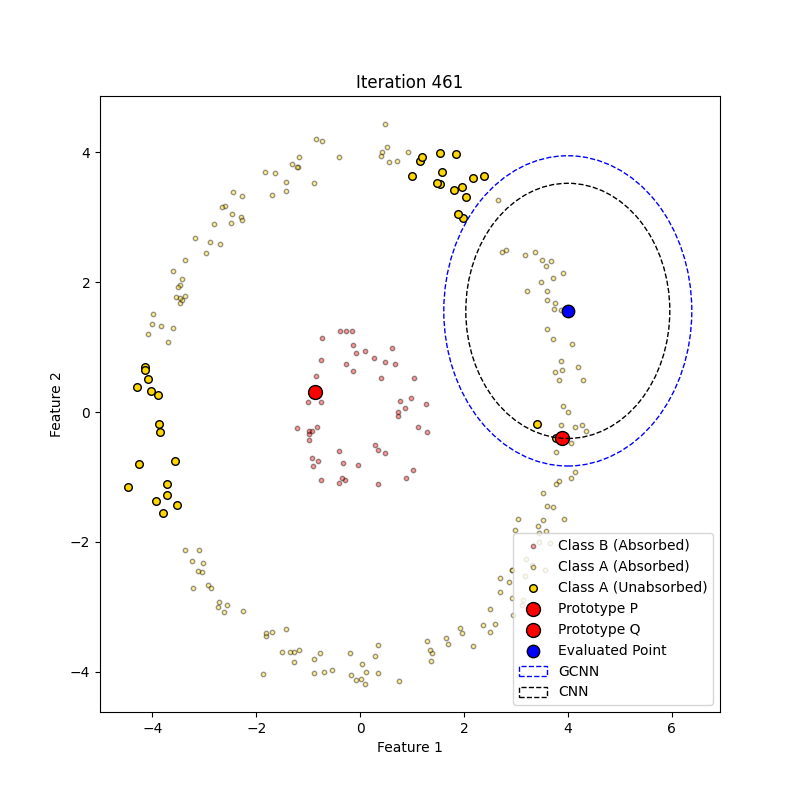 Iteration 461
Feature 2
4
2
0
−2
−4
−4
−2
0
2
4
6
Feature 1
Class B (Absorbed)
Class A (Absorbed)
Class A (Unabsorbed)
Prototype P
Prototype Q
Evaluated Point
GCNN
CNN